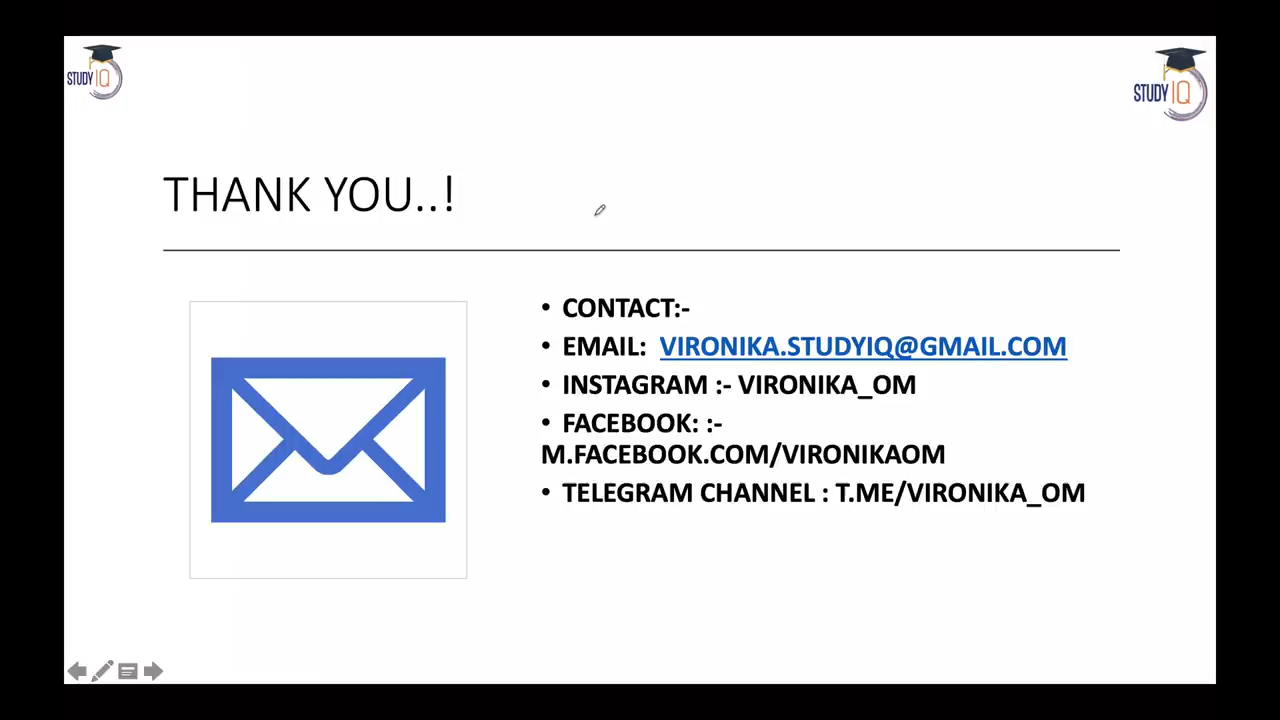 STUDY IQ
STUDY IQ
THANK YOU..!
• CONTACT:-
• EMAIL: VIRONIKA.STUDYIQ@GMAIL.COM
• INSTAGRAM :- VIRONIKA_OM
• FACEBOOK: :-
M.FACEBOOK.COM/VIRONIKAOM
• TELEGRAM CHANNEL : T.ME/VIRONIKA_OM